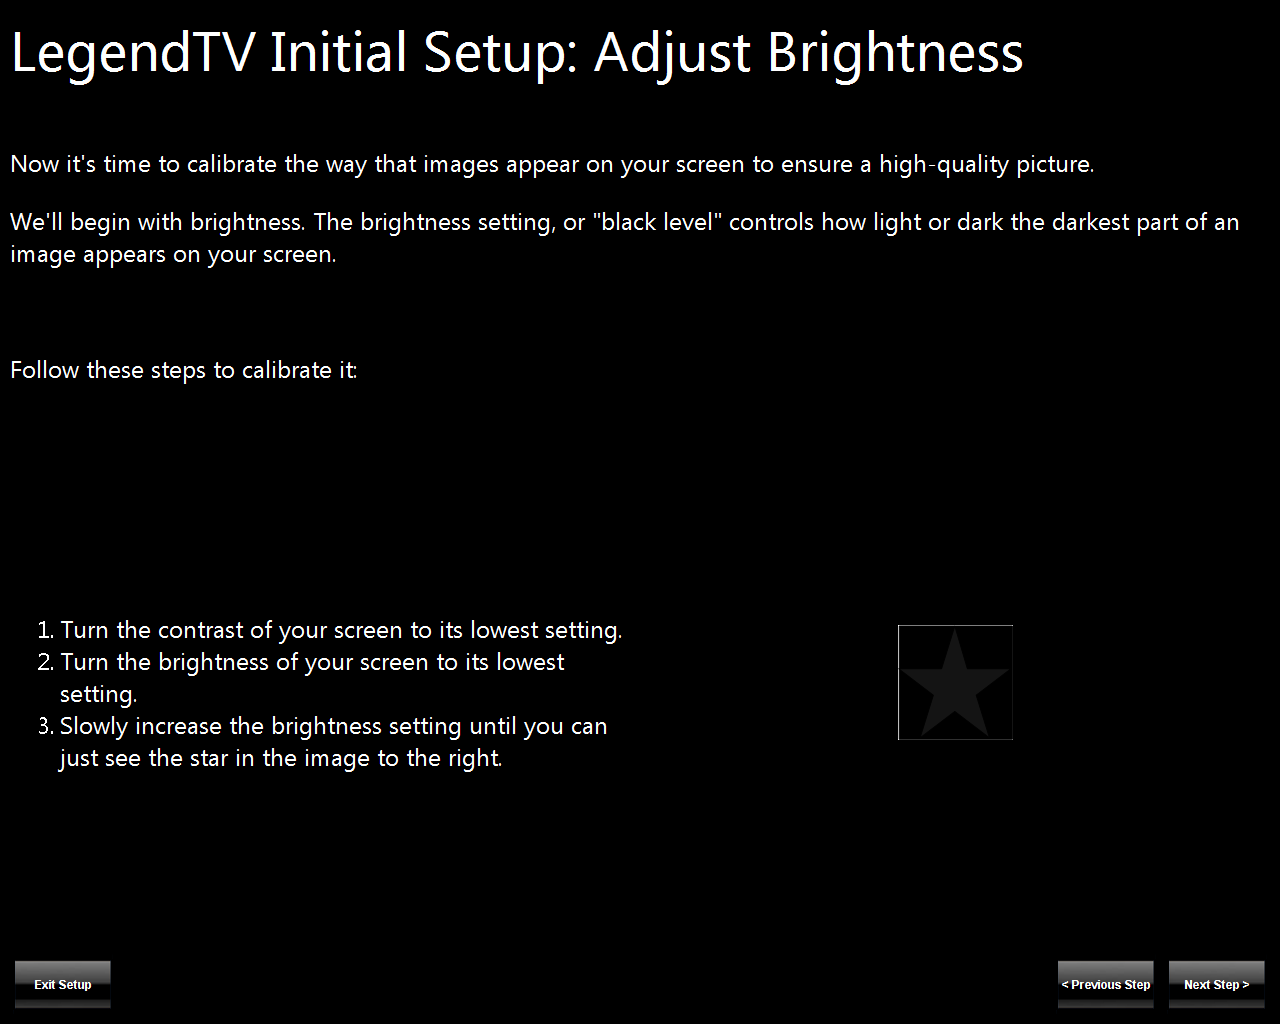 LegendTV Initial Setup: Adjust Brightness
Now it's time to calibrate the way that images appear on your screen to ensure a high-quality picture.
We'll begin with brightness. The brightness setting, or "black level" controls how light or dark the darkest part of an
image appears on your screen.
Follow these steps to calibrate it:
1. Turn the contrast of your screen to its lowest setting.
2. Turn the brightness of your screen to its lowest
setting.
3. Slowly increase the brightness setting until you can
just see the star in the image to the right.
Exit Setup
< Previous Step
Next Step >